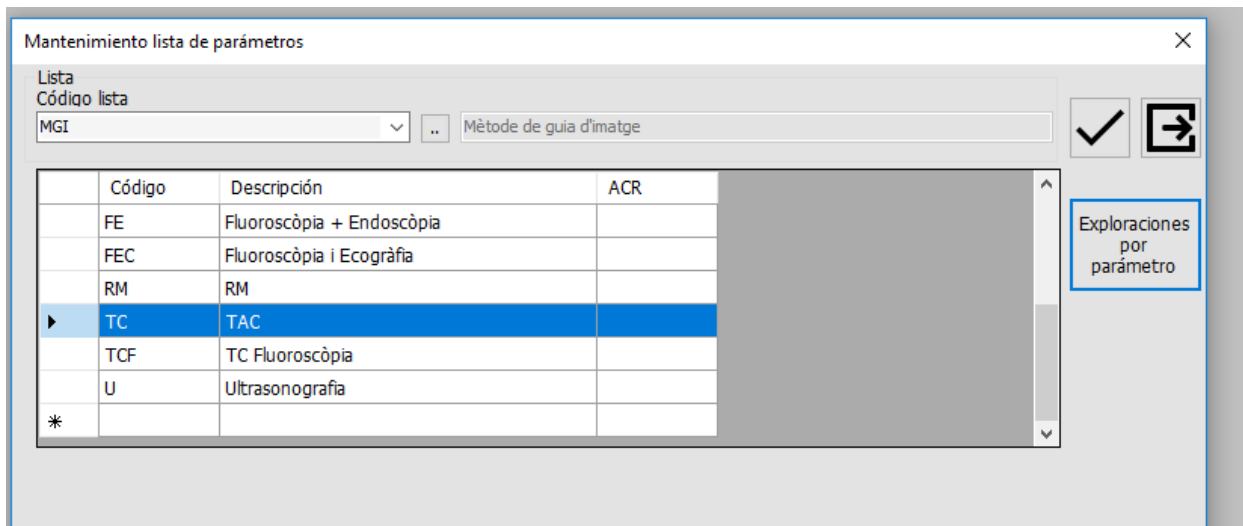 Mantenimiento lista de parámetros
Lista
Código lista
MGI
..
Mètode de guia d'imatge
Código Descripción ACR
FE Fluoroscòpia + Endoscòpia
FEC Fluoroscòpia i Ecogràfia
RM RM
TC TAC
TCF TC Fluoroscòpia
U Ultrasonografia
Exploraciones
por
parámetro